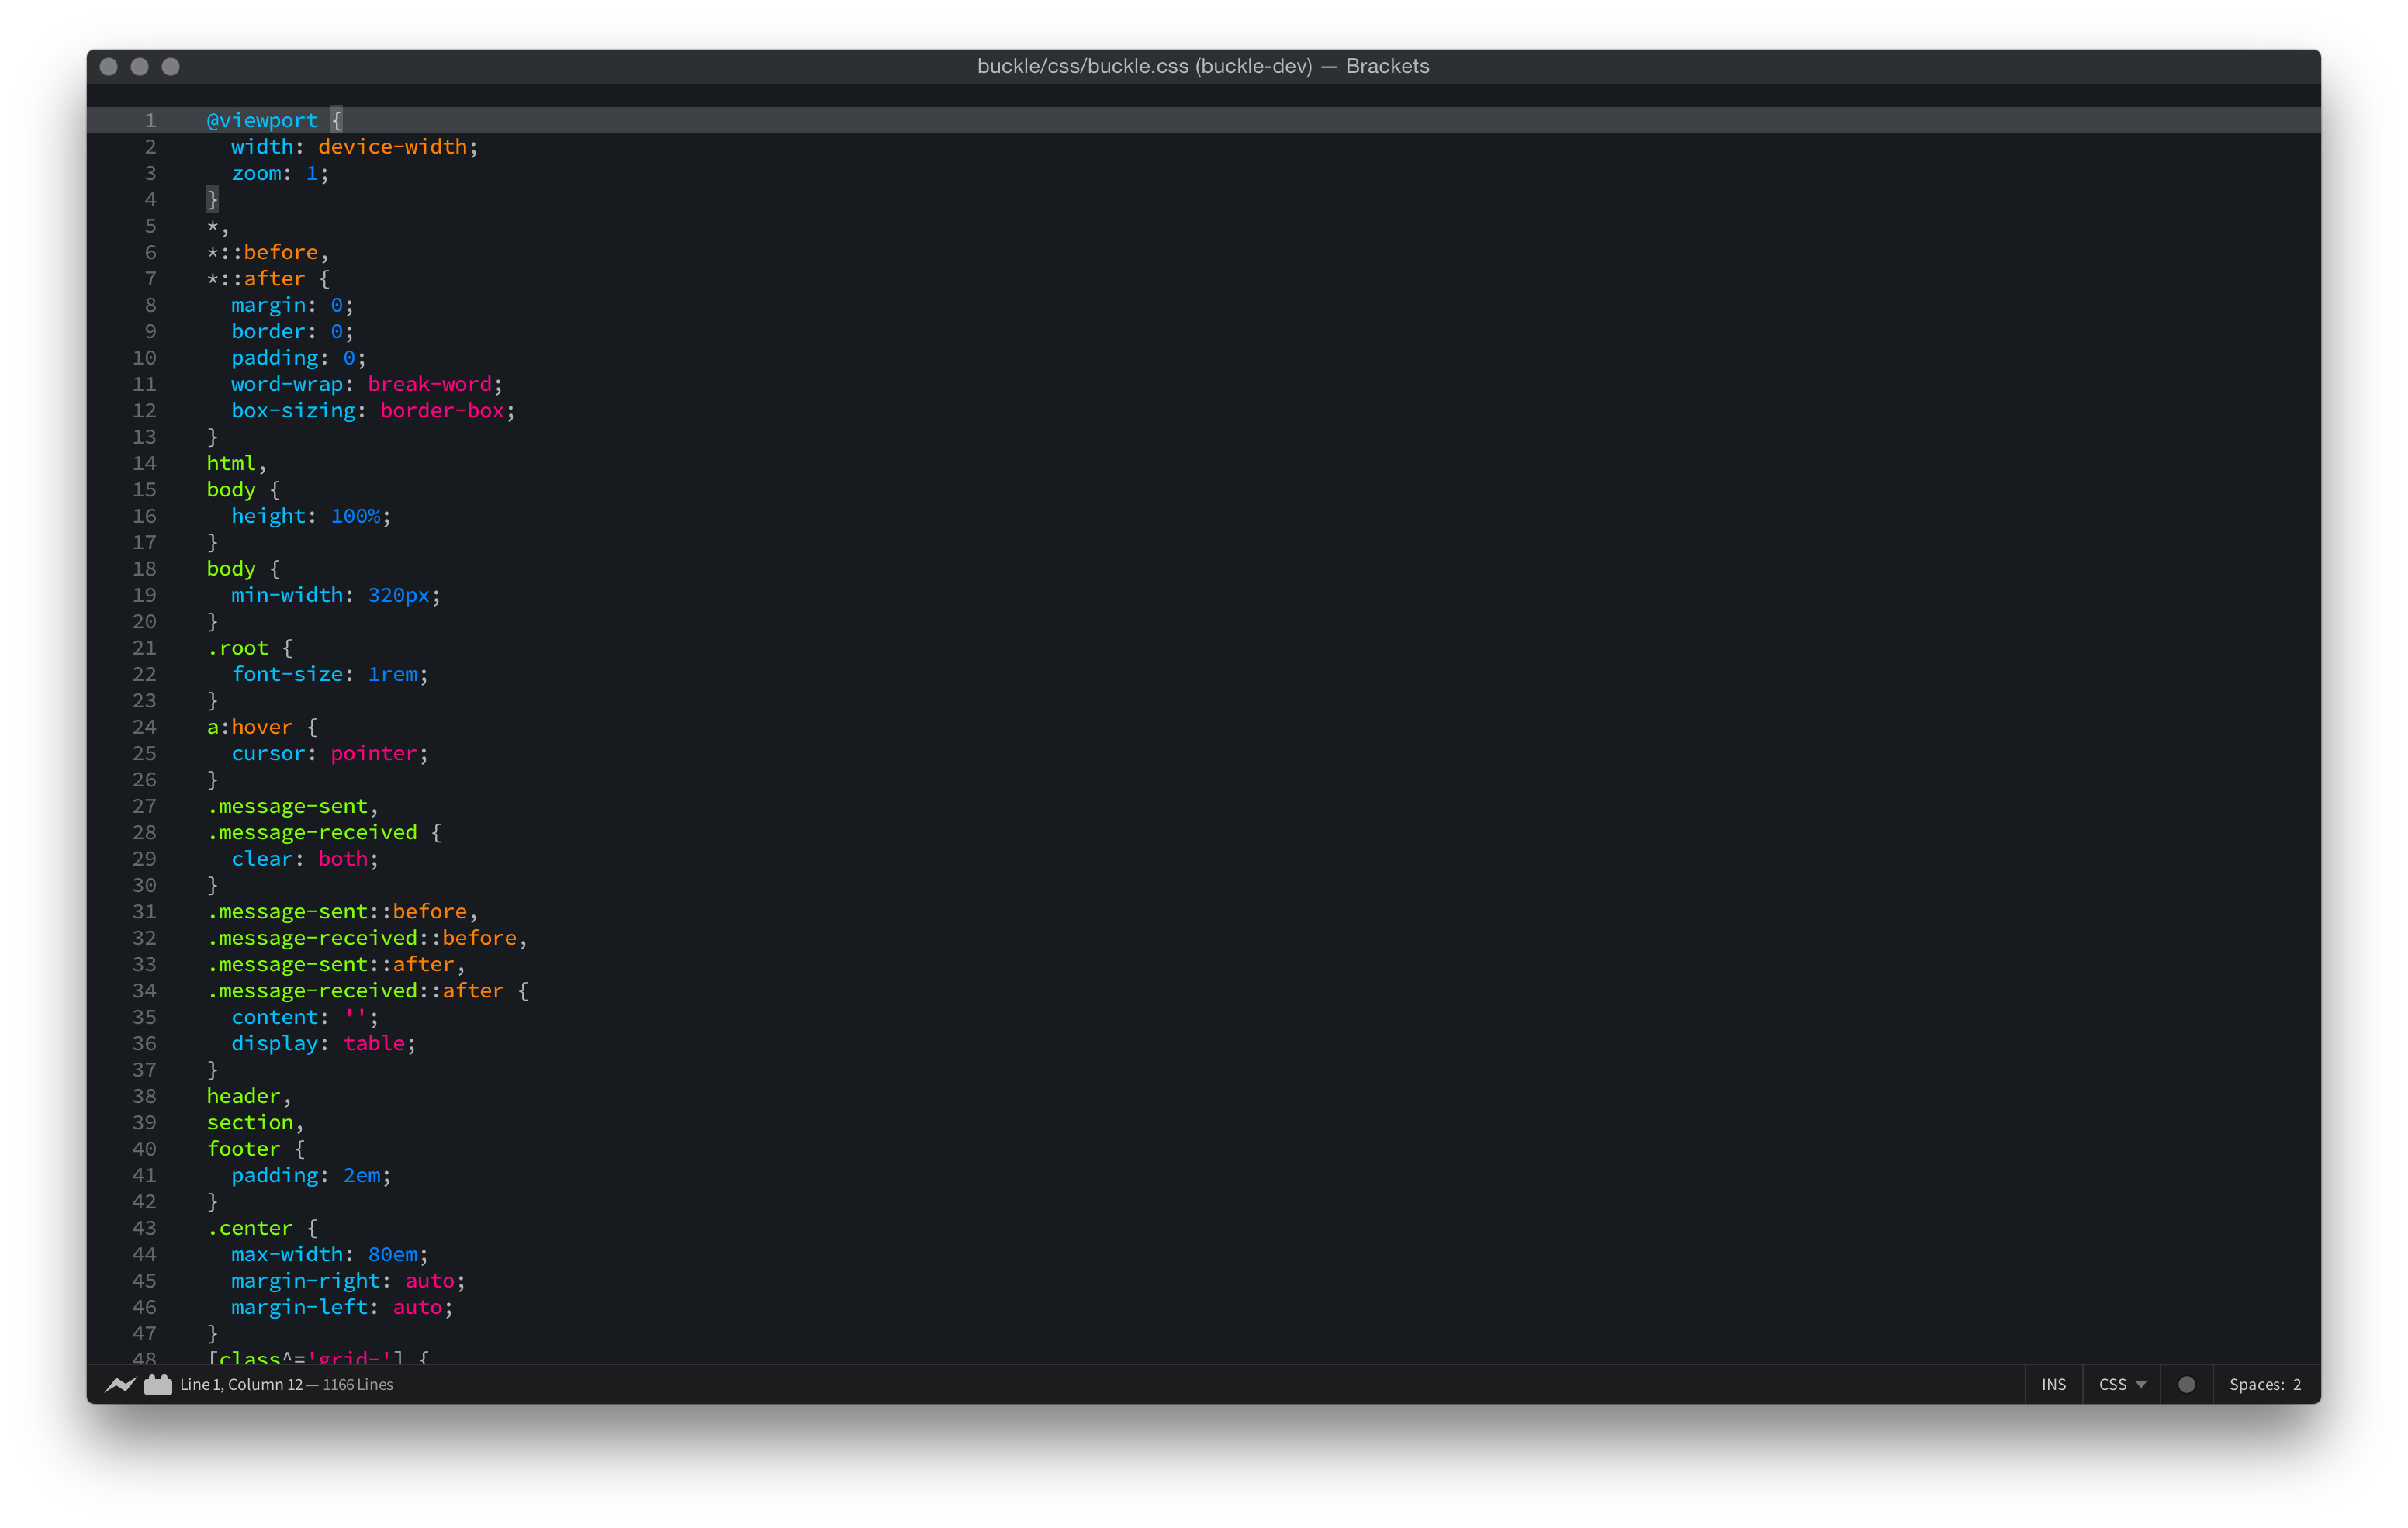 buckle/css/buckle.css (buckle-dev) — Brackets
1 @viewport {
2   width: device-width;
3   zoom: 1;
4 }
5 *,
6 *::before,
7 *::after {
8   margin: 0;
9   border: 0;
10   padding: 0;
11   word-wrap: break-word;
12   box-sizing: border-box;
13 }
14 html,
15 body {
16   height: 100%;
17 }
18 body {
19   min-width: 320px;
20 }
21 .root {
22   font-size: 1rem;
23 }
24 a:hover {
25   cursor: pointer;
26 }
27 .message-sent,
28 .message-received {
29   clear: both;
30 }
31 .message-sent::before,
32 .message-received::before,
33 .message-sent::after,
34 .message-received::after {
35   content: '';
36   display: table;
37 }
38 header,
39 section,
40 footer {
41   padding: 2em;
42 }
43 .center {
44   max-width: 80em;
45   margin-right: auto;
46   margin-left: auto;
47 }
48 [class^='grid-'] {
Line 1, Column 12 — 1166 Lines INS CSS Spaces: 2